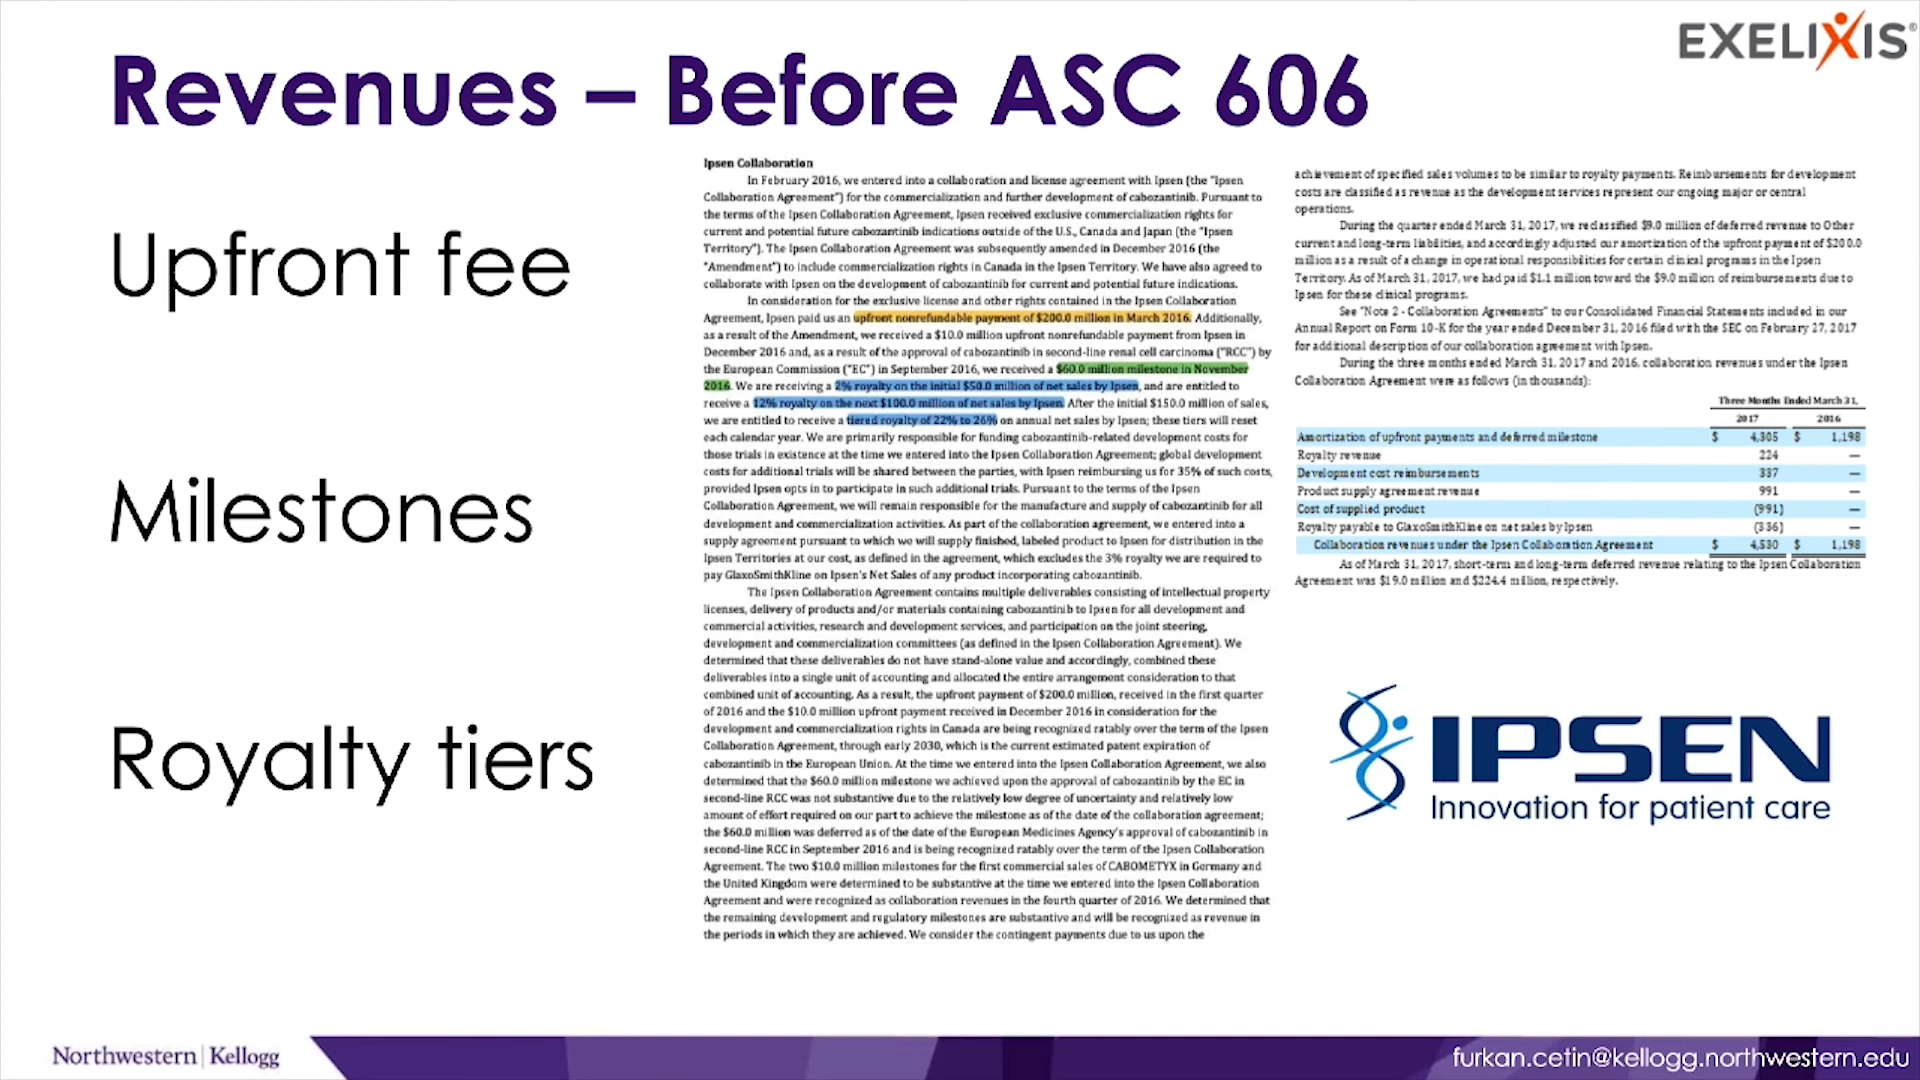 EXELIXIS®
Revenues – Before ASC 606
Upfront fee
Milestones
Royalty tiers
Ipsen Collaboration
In February 2016, we entered into a collaboration and license agreement with Ipsen (the "Ipsen
Collaboration Agreement") for the commercialization and further development of cabozantinib. Pursuant to
the terms of the Ipsen Collaboration Agreement, Ipsen received exclusive commercialization rights for
current and potential future cabozantinib indications outside of the U.S., Canada and Japan (the "Ipsen
Territory"). The Ipsen Collaboration Agreement was subsequently amended in December 2016 (the
"Amendment") to include commercialization rights in Canada in the Ipsen Territory. We have also agreed to
collaborate with Ipsen on the development of cabozantinib for current and potential future indications.
In consideration for the exclusive license and other rights contained in the Ipsen Collaboration
Agreement, Ipsen paid us an upfront nonrefundable payment of $200.0 million in March 2016. Additionally,
as a result of the Amendment, we received a $10.0 million upfront nonrefundable payment from Ipsen in
December 2016 and, as a result of the approval of cabozantinib in second-line renal cell carcinoma ("RCC") by
the European Commission ("EC") in September 2016, we received a $60.0 million milestone in November
2016. We are receiving a 2% royalty on the initial $50.0 million of net sales by Ipsen, and are entitled to
receive a 12% royalty on the next $100.0 million of net sales by Ipsen. After the initial $150.0 million of sales,
we are entitled to receive a tiered royalty of 22% to 26% on annual net sales by Ipsen; these tiers will reset
each calendar year. We are primarily responsible for funding cabozantinib-related development costs for
those trials in existence at the time we entered into the Ipsen Collaboration Agreement; global development
costs for additional trials will be shared between the parties, with Ipsen reimbursing us for 35% of such costs,
provided Ipsen opts in to participate in such additional trials. Pursuant to the terms of the Ipsen
Collaboration Agreement, we will remain responsible for the manufacture and supply of cabozantinib for all
development and commercialization activities. As part of the collaboration agreement, we entered into a
supply agreement pursuant to which we will supply finished, labeled product to Ipsen for distribution in the
Ipsen Territories at our cost, as defined in the agreement, which excludes the 3% royalty we are required to
pay GlaxoSmithKline on Ipsen's Net Sales of any product incorporating cabozantinib.
The Ipsen Collaboration Agreement contains multiple deliverables consisting of intellectual property
licenses, delivery of products and/or materials containing cabozantinib to Ipsen for all development and
commercial activities, research and development services, and participation on the joint steering,
development and commercialization committees (as defined in the Ipsen Collaboration Agreement). We
determined that these deliverables do not have stand-alone value and accordingly, combined these
deliverables into a single unit of accounting and allocated the entire arrangement consideration to that
combined unit of accounting. As a result, the upfront payment of $200.0 million, received in the first quarter
of 2016 and the $10.0 million upfront payment received in December 2016 in consideration for the
development and commercialization rights in Canada are being recognized ratably over the term of the Ipsen
Collaboration Agreement, through early 2030, which is the current estimated patent expiration of
cabozantinib in the European Union. At the time we entered into the Ipsen Collaboration Agreement, we also
determined that the $60.0 million milestone we achieved upon the approval of cabozantinib by the EC in
second-line RCC was not substantive due to the relatively low degree of uncertainty and relatively low
amount of effort required on our part to achieve the milestone as of the date of the collaboration agreement;
the $60.0 million was deferred as of the date of the European Medicines Agency's approval of cabozantinib in
second-line RCC in September 2016 and is being recognized ratably over the term of the Ipsen Collaboration
Agreement. The two $10.0 million milestones for the first commercial sales of CABOMETYX in Germany and
the United Kingdom were determined to be substantive at the time we entered into the Ipsen Collaboration
Agreement and were recognized as collaboration revenues in the fourth quarter of 2016. We determined that
the remaining development and regulatory milestones are substantive and will be recognized as revenue in
the periods in which they are achieved. We consider the contingent payments due to us upon the
achievement of specified sales volumes to be similar to royalty payments. Reimbursements for development
costs are classified as revenue as the development services represent our ongoing major or central
operations.
During the quarter ended March 31, 2017, we reclassified $9.0 million of deferred revenue to Other
current and long-term liabilities, and accordingly adjusted our amortization of the upfront payment of $200.0
million as a result of a change in operational responsibilities for certain clinical programs in the Ipsen
Territory. As of March 31, 2017, we had paid $1.1 million toward the $9.0 million of reimbursements due to
Ipsen for these clinical programs.
See "Note 2 - Collaboration Agreements" to our Consolidated Financial Statements included in our
Annual Report on Form 10-K for the year ended December 31, 2016 filed with the SEC on February 27, 2017
for additional description of our collaboration agreement with Ipsen.
During the three months ended March 31, 2017 and 2016, collaboration revenues under the Ipsen
Collaboration Agreement were as follows (in thousands):
Three Months Ended March 31,
2017 2016
Amortization of upfront payments and deferred milestone $ 4,305 $ 1,198
Royalty revenue 224 —
Development cost reimbursements 337 —
Product supply agreement revenue 991 —
Cost of supplied product (991) —
Royalty payable to GlaxoSmithKline on net sales by Ipsen (336) —
Collaboration revenues under the Ipsen Collaboration Agreement $ 4,530 $ 1,198
As of March 31, 2017, short-term and long-term deferred revenue relating to the Ipsen Collaboration
Agreement was $19.0 million and $224.4 million, respectively.
IPSEN
Innovation for patient care
Northwestern | Kellogg
furkan.cetin@kellogg.northwestern.edu